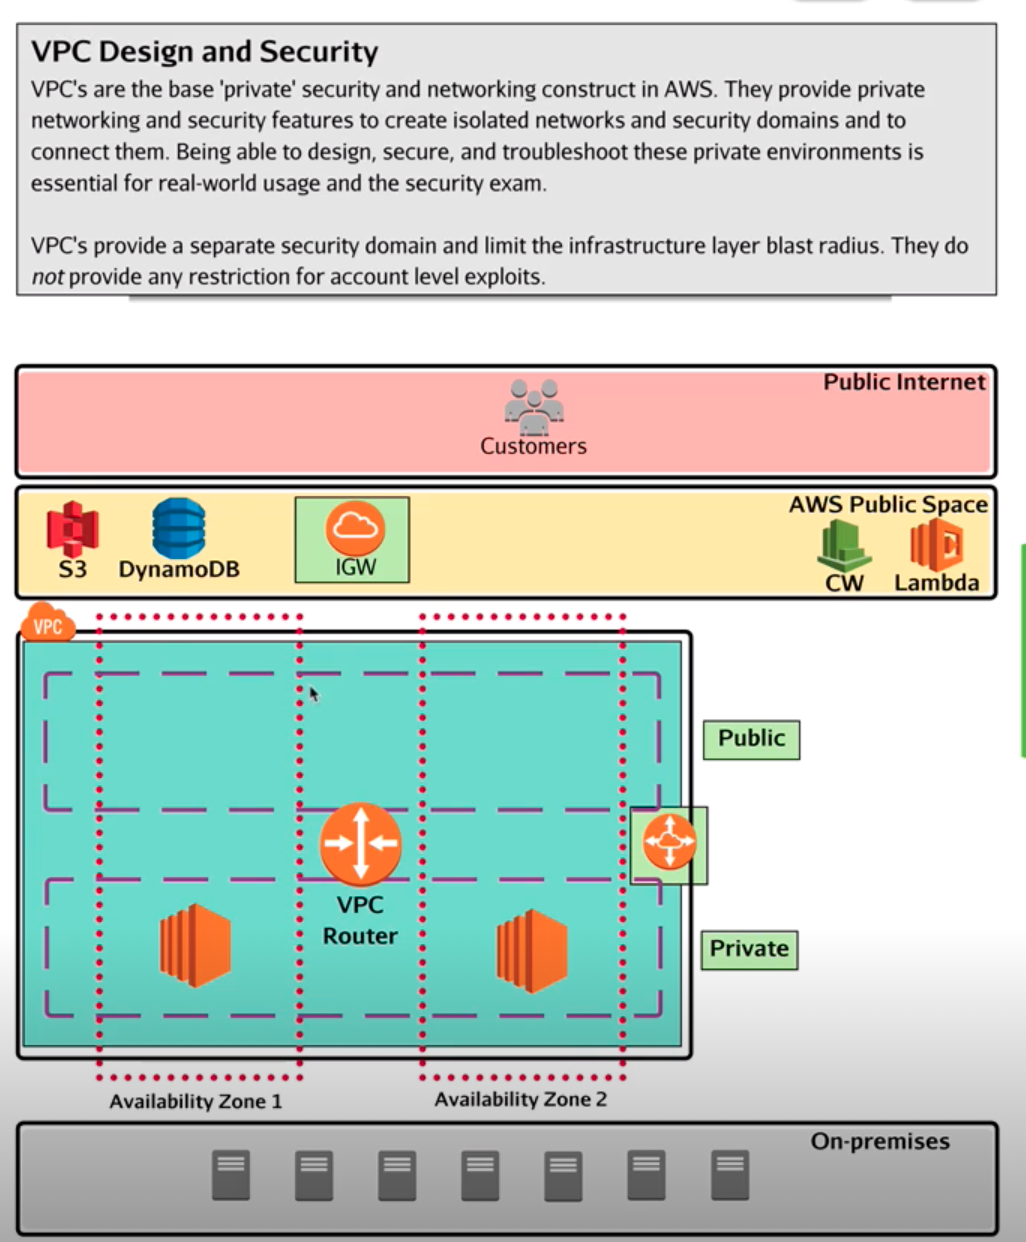 VPC Design and Security
VPC's are the base 'private' security and networking construct in AWS. They provide private
networking and security features to create isolated networks and security domains and to
connect them. Being able to design, secure, and troubleshoot these private environments is
essential for real-world usage and the security exam.
VPC's provide a separate security domain and limit the infrastructure layer blast radius. They do
not provide any restriction for account level exploits.
Public Internet
Customers
AWS Public Space
S3
DynamoDB
IGW
CW
Lambda
VPC
Public
VPC
Router
Private
Availability Zone 1
Availability Zone 2
On-premises